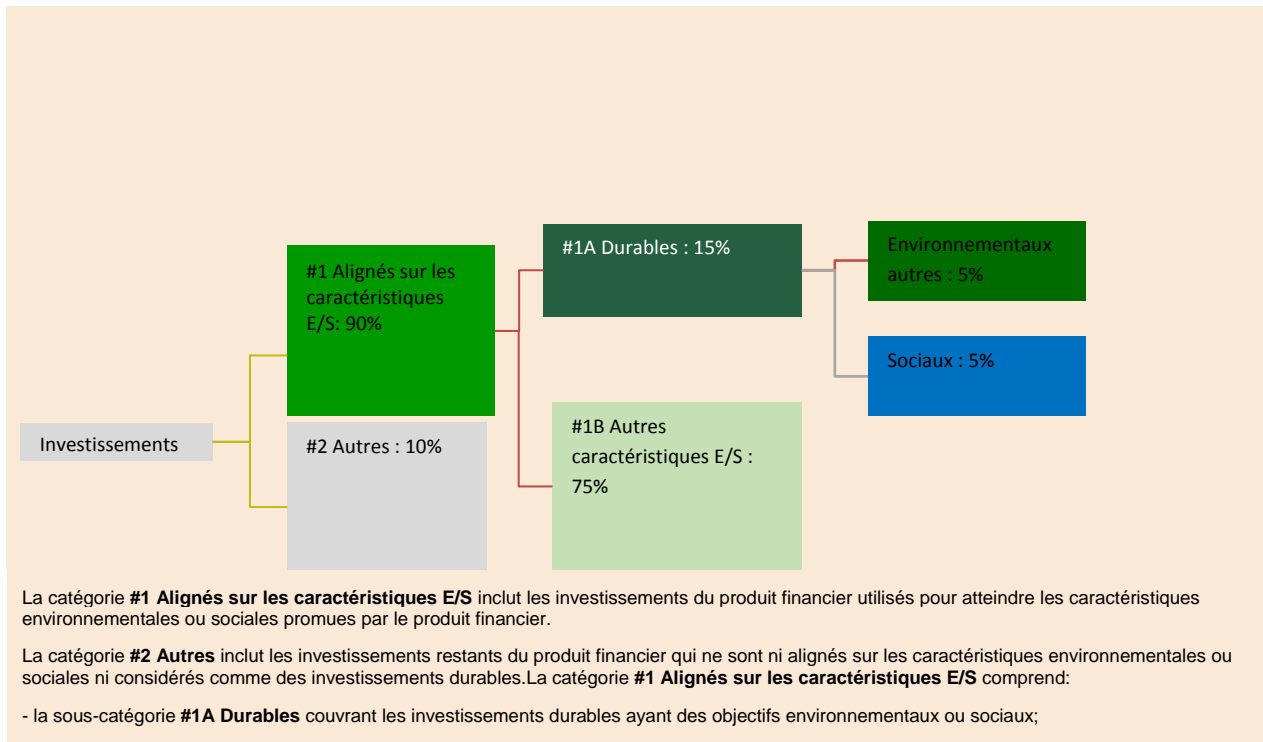 #1A Durables : 15%
Environnementaux
autres : 5%
#1 Alignés sur les
caractéristiques
E/S: 90%
Sociaux : 5%
#1B Autres
caractéristiques E/S :
75%
Investissements
#2 Autres : 10%
La catégorie #1 Alignés sur les caractéristiques E/S inclut les investissements du produit financier utilisés pour atteindre les caractéristiques
environnementales ou sociales promues par le produit financier.
La catégorie #2 Autres inclut les investissements restants du produit financier qui ne sont ni alignés sur les caractéristiques environnementales ou
sociales ni considérés comme des investissements durables.La catégorie #1 Alignés sur les caractéristiques E/S comprend:
- la sous-catégorie #1A Durables couvrant les investissements durables ayant des objectifs environnementaux ou sociaux;